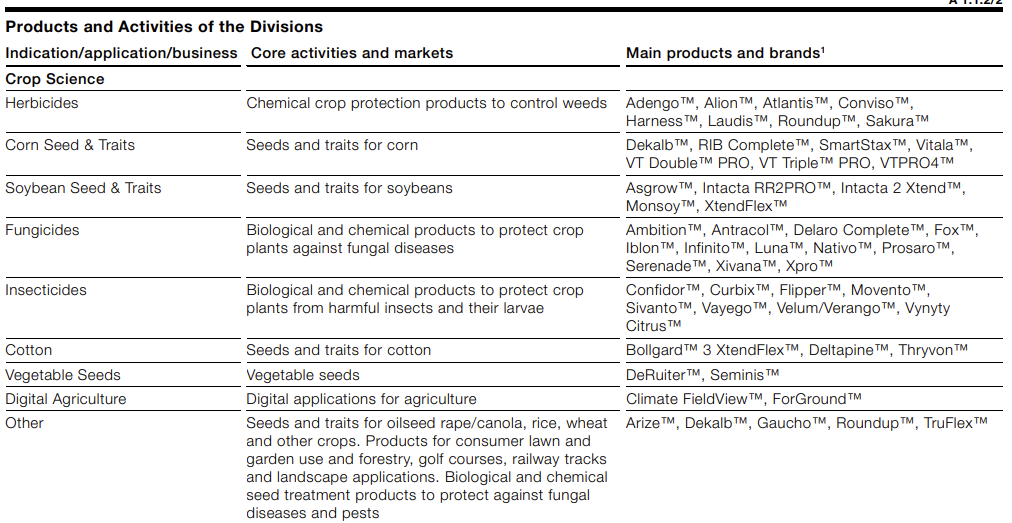 A 1.1.2/2
Products and Activities of the Divisions
Indication/application/business Core activities and markets Main products and brands¹
Crop Science
Herbicides Chemical crop protection products to control weeds Adengo™, Alion™, Atlantis™, Conviso™,
Harness™, Laudis™, Roundup™, Sakura™
Corn Seed & Traits Seeds and traits for corn Dekalb™, RIB Complete™, SmartStax™, Vitala™,
VT Double™ PRO, VT Triple™ PRO, VTPRO4™
Soybean Seed & Traits Seeds and traits for soybeans Asgrow™, Intacta RR2PRO™, Intacta 2 Xtend™,
Monsoy™, XtendFlex™
Fungicides Biological and chemical products to protect crop Ambition™, Antracol™, Delaro Complete™, Fox™,
plants against fungal diseases Iblon™, Infinito™, Luna™, Nativo™, Prosaro™,
Serenade™, Xivana™, Xpro™
Insecticides Biological and chemical products to protect crop Confidor™, Curbix™, Flipper™, Movento™,
plants from harmful insects and their larvae Sivanto™, Vayego™, Velum/Verango™, Vynyty
Citrus™
Cotton Seeds and traits for cotton Bollgard™ 3 XtendFlex™, Deltapine™, Thryvon™
Vegetable Seeds Vegetable seeds DeRuiter™, Seminis™
Digital Agriculture Digital applications for agriculture Climate FieldView™, ForGround™
Other Seeds and traits for oilseed rape/canola, rice, wheat Arize™, Dekalb™, Gaucho™, Roundup™, TruFlex™
and other crops. Products for consumer lawn and
garden use and forestry, golf courses, railway tracks
and landscape applications. Biological and chemical
seed treatment products to protect against fungal
diseases and pests